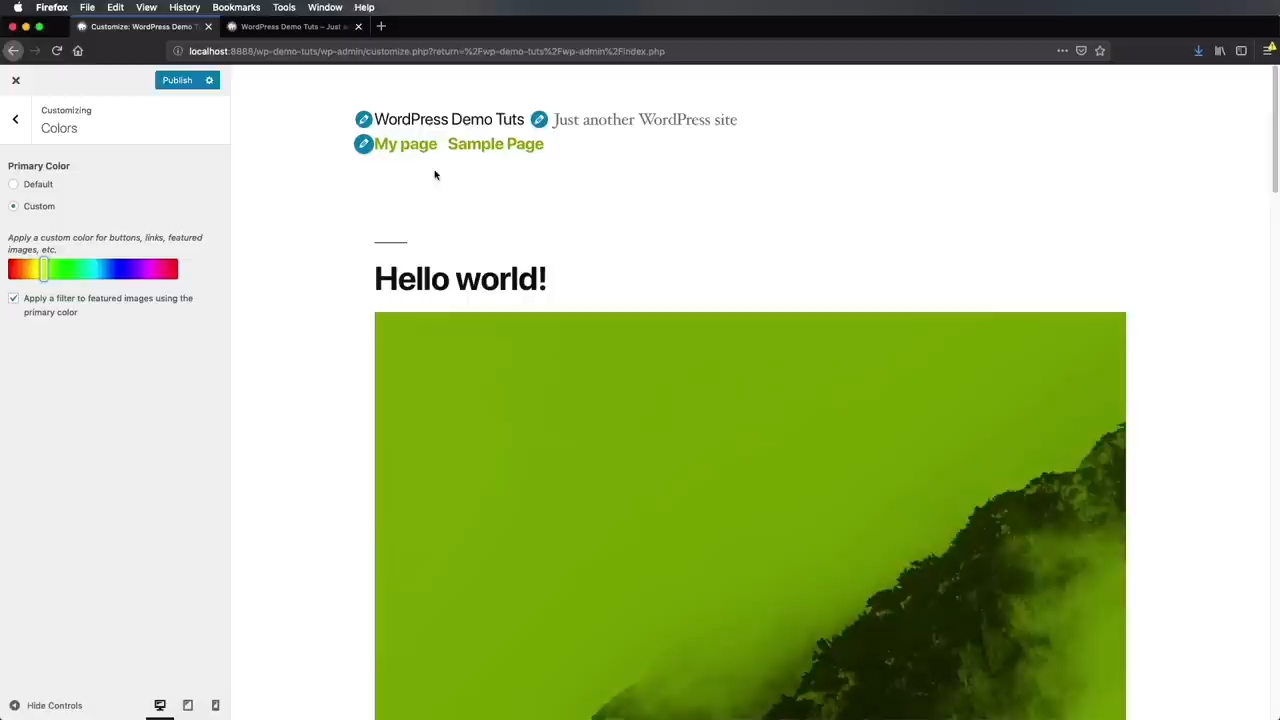 Firefox File Edit View History Bookmarks Tools Window Help
Customize: WordPress Demo T
WordPress Demo Tuts – Just a
localhost:8888/wp-demo-tuts/wp-admin/customize.php?return=%2Fwp-demo-tuts%2Fwp-admin%2Findex.php
Publish
Customizing
Colors
Primary Color
Default
Custom
Apply a custom color for buttons, links, featured
images, etc.
Apply a filter to featured images using the
primary color
Hide Controls
WordPress Demo Tuts Just another WordPress site
My page Sample Page
Hello world!